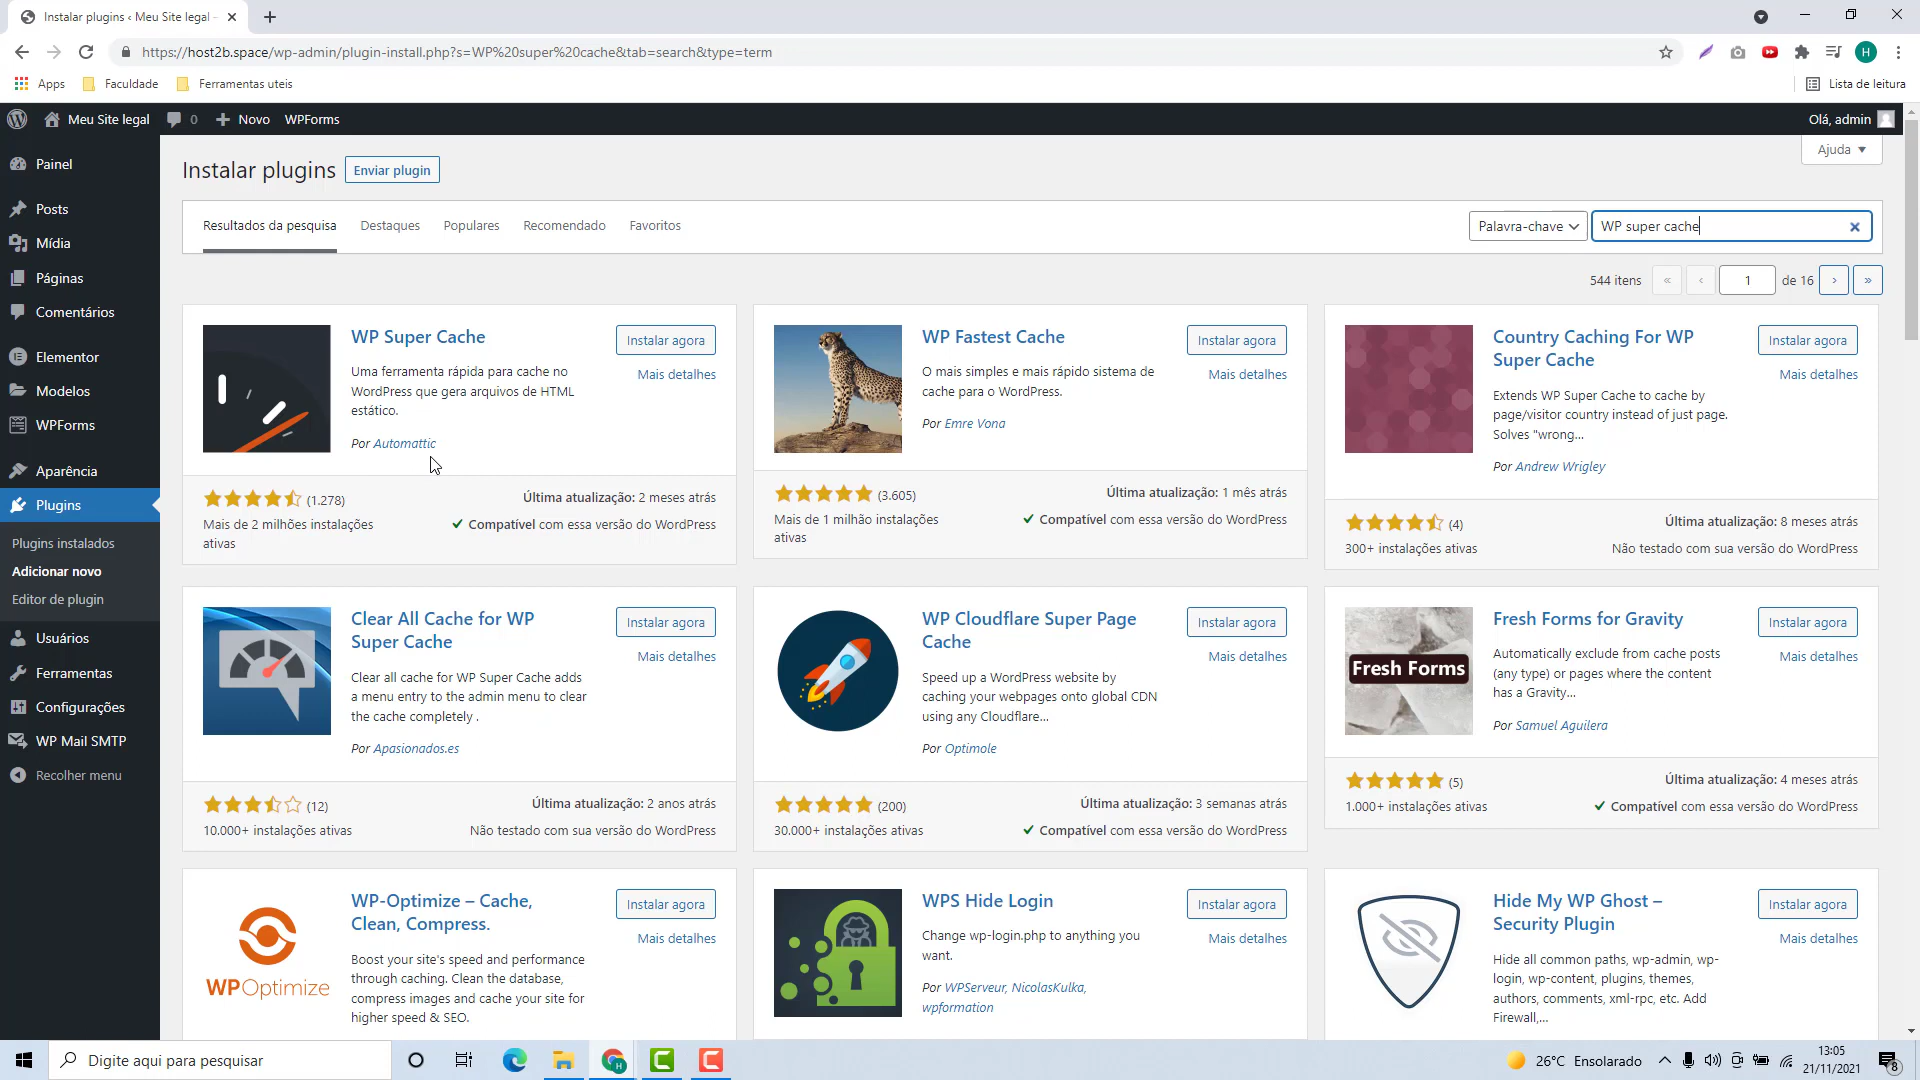 Instalar plugins ‹ Meu Site legal
https://host2b.space/wp-admin/plugin-install.php?s=WP%20super%20cache&tab=search&type=term
H
Apps
Faculdade
Ferramentas uteis
Lista de leitura
Meu Site legal
0
Novo
WPForms
Olá, admin
Painel
Posts
Mídia
Páginas
Comentários
Elementor
Modelos
WPForms
Aparência
Plugins
Plugins instalados
Adicionar novo
Editor de plugin
Usuários
Ferramentas
Configurações
WP Mail SMTP
Recolher menu
Ajuda
Instalar plugins
Enviar plugin
Resultados da pesquisa
Destaques
Populares
Recomendado
Favoritos
Palavra-chave
WP super cache
544 itens
«
‹
1
de 16
›
»
WP Super Cache
Instalar agora
Mais detalhes
Uma ferramenta rápida para cache no
WordPress que gera arquivos de HTML
estático.
Por Automattic
(1.278)
Mais de 2 milhões instalações
ativas
Última atualização: 2 meses atrás
Compatível com essa versão do WordPress
WP Fastest Cache
Instalar agora
Mais detalhes
O mais simples e mais rápido sistema de
cache para o WordPress.
Por Emre Vona
(3.605)
Mais de 1 milhão instalações
ativas
Última atualização: 1 mês atrás
Compatível com essa versão do WordPress
Country Caching For WP
Super Cache
Instalar agora
Mais detalhes
Extends WP Super Cache to cache by
page/visitor country instead of just page.
Solves "wrong...
Por Andrew Wrigley
(4)
300+ instalações ativas
Última atualização: 8 meses atrás
Não testado com sua versão do WordPress
Clear All Cache for WP
Super Cache
Instalar agora
Mais detalhes
Clear all cache for WP Super Cache adds
a menu entry to the admin menu to clear
the cache completely .
Por Apasionados.es
(12)
10.000+ instalações ativas
Última atualização: 2 anos atrás
Não testado com sua versão do WordPress
WP Cloudflare Super Page
Cache
Instalar agora
Mais detalhes
Speed up a WordPress website by
caching your webpages onto global CDN
using any Cloudflare...
Por Optimole
(200)
30.000+ instalações ativas
Última atualização: 3 semanas atrás
Compatível com essa versão do WordPress
Fresh Forms
Fresh Forms for Gravity
Instalar agora
Mais detalhes
Automatically exclude from cache posts
(any type) or pages where the content
has a Gravity...
Por Samuel Aguilera
(5)
1.000+ instalações ativas
Última atualização: 4 meses atrás
Compatível com essa versão do WordPress
WPOptimize
WP-Optimize – Cache,
Clean, Compress.
Instalar agora
Mais detalhes
Boost your site's speed and performance
through caching. Clean the database,
compress images and cache your site for
higher speed & SEO.
WPS Hide Login
Instalar agora
Mais detalhes
Change wp-login.php to anything you
want.
Por WPServeur, NicolasKulka,
wpformation
Hide My WP Ghost –
Security Plugin
Instalar agora
Mais detalhes
Hide all common paths, wp-admin, wp-
login, wp-content, plugins, themes,
authors, comments, xml-rpc, etc. Add
Firewall,...
Digite aqui para pesquisar
26°C Ensolarado
13:05
21/11/2021
8